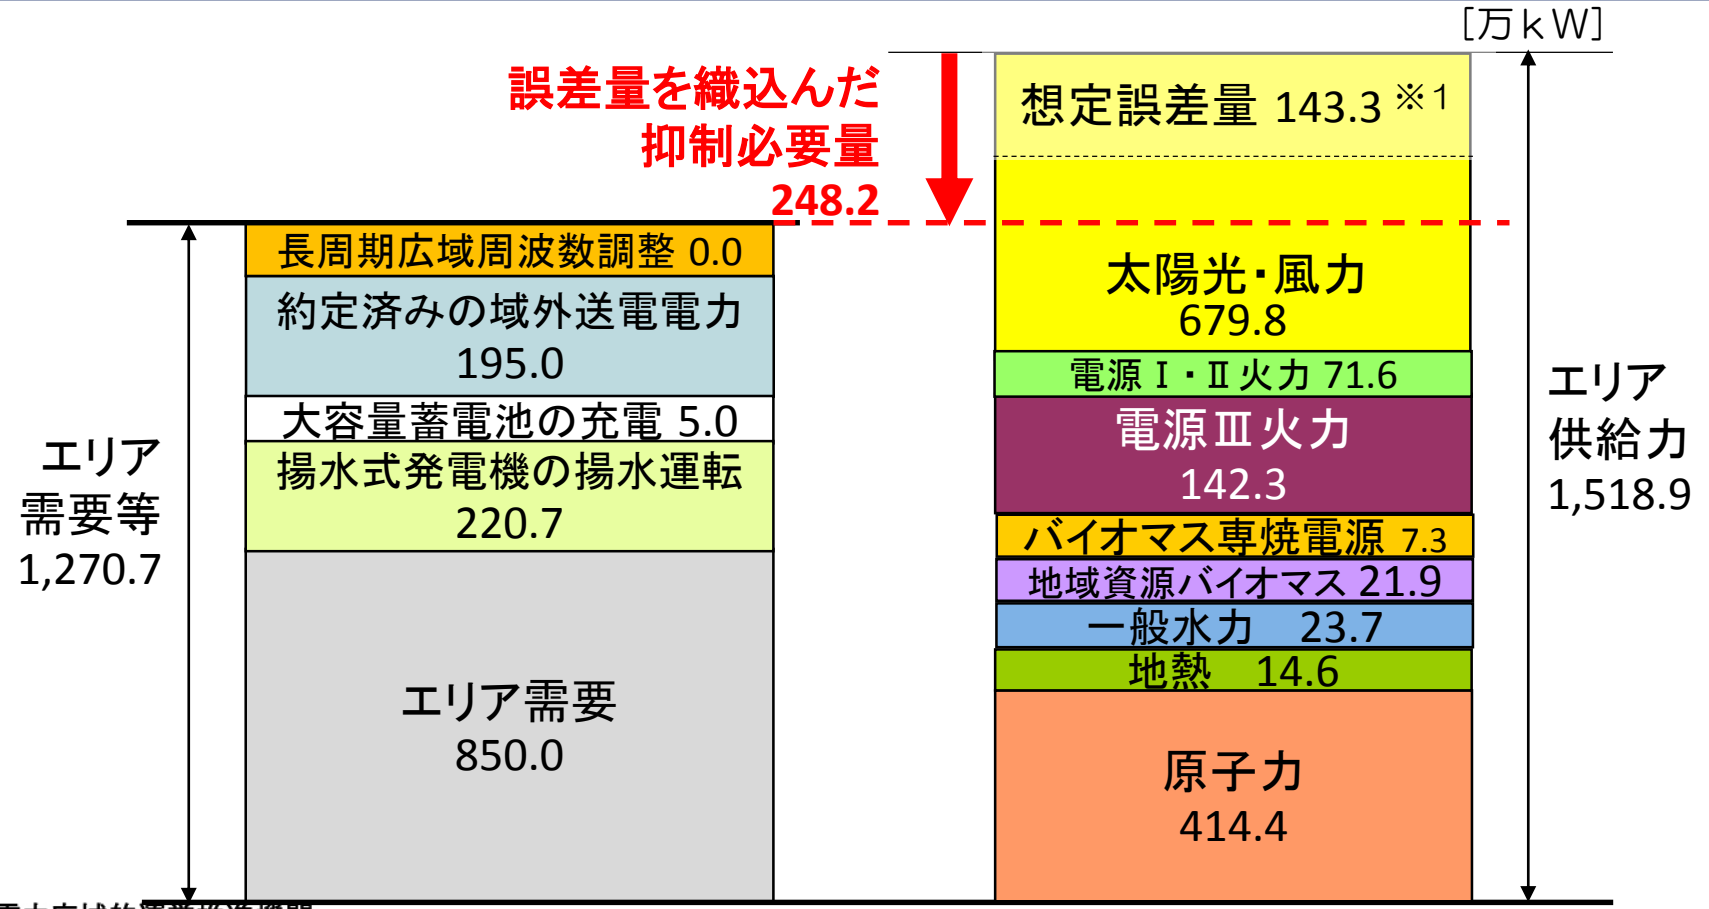 [万kW]
誤差量を織込んだ
抑制必要量
248.2
長周期広域周波数調整 0.0
約定済みの域外送電電力
195.0
大容量蓄電池の充電 5.0
揚水式発電機の揚水運転
220.7
エリア需要
850.0
エリア
需要等
1,270.7
想定誤差量 143.3 ※1
太陽光・風力
679.8
電源Ⅰ・Ⅱ火力 71.6
電源Ⅲ火力
142.3
バイオマス専焼電源 7.3
地域資源バイオマス 21.9
一般水力 23.7
地熱 14.6
原子力
414.4
エリア
供給力
1,518.9